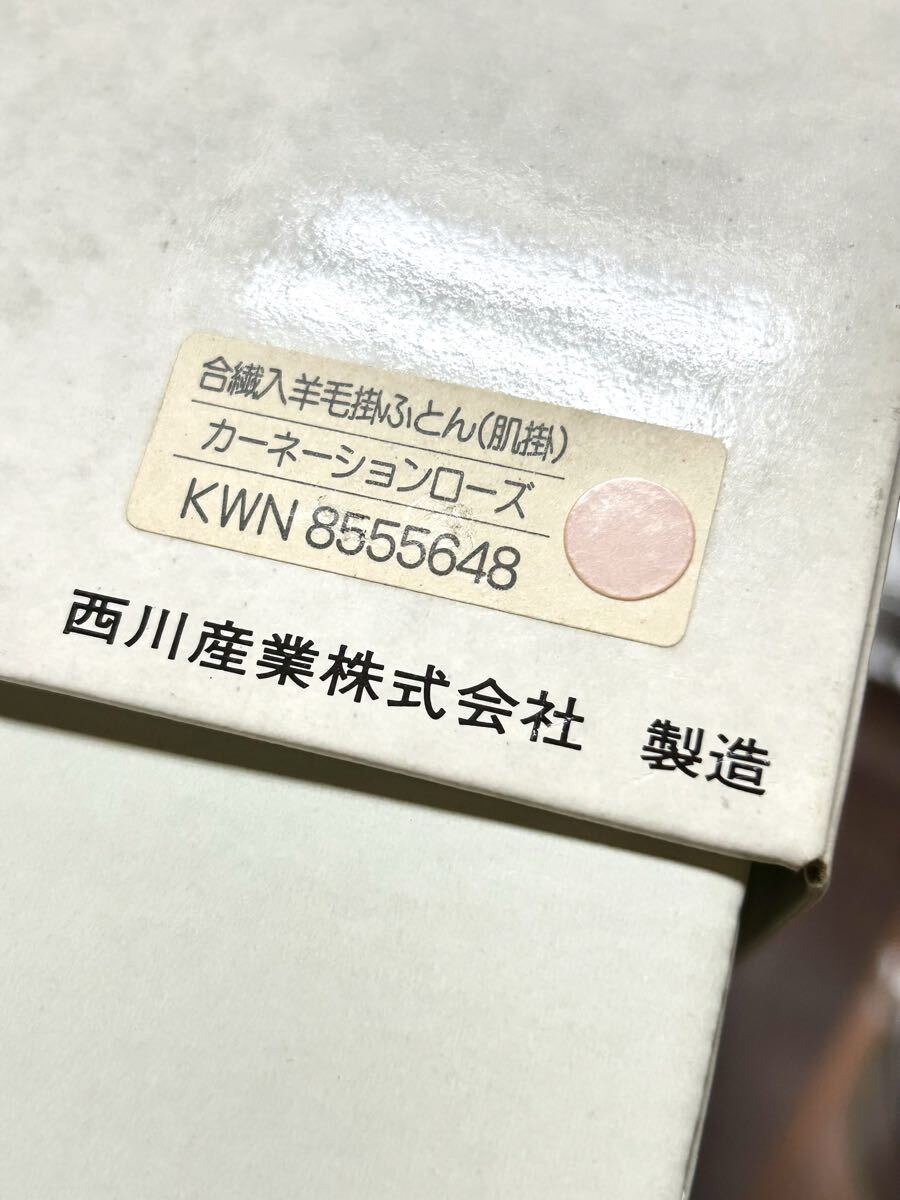 合繊入羊毛掛ふとん(肌掛)
カーネーションローズ
KWN 8555648
西川産業株式会社 製造